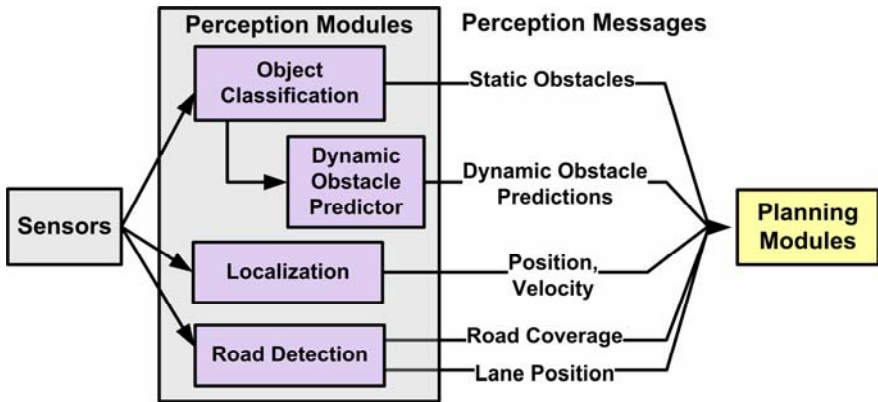 Perception Modules
Perception Messages
Object
Classification
Static Obstacles
Dynamic
Obstacle
Predictor
Dynamic Obstacle
Predictions
Sensors
Planning
Modules
Localization
Position,
Velocity
Road Detection
Road Coverage
Lane Position